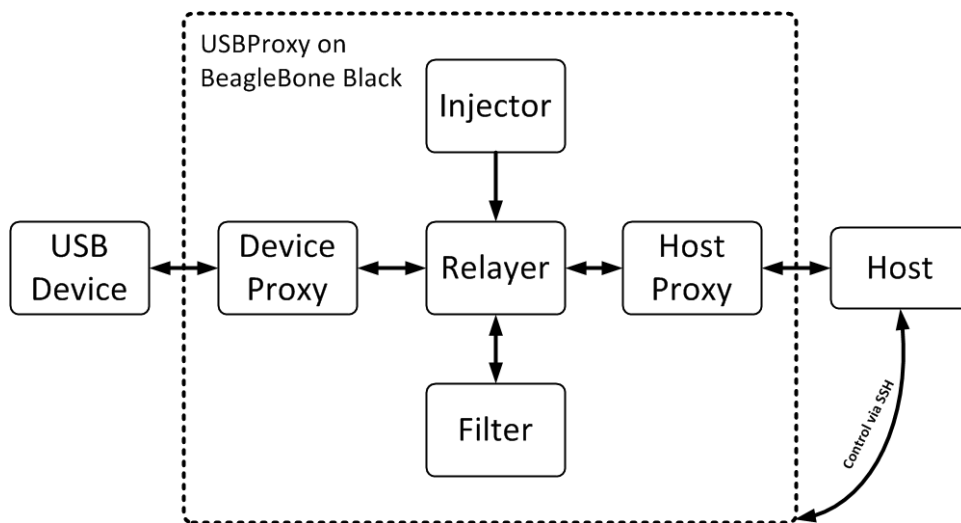 USBProxy on
BeagleBone Black
Injector
USB
Device
Device
Proxy
Relayer
Host
Proxy
Host
Filter
Control via SSH